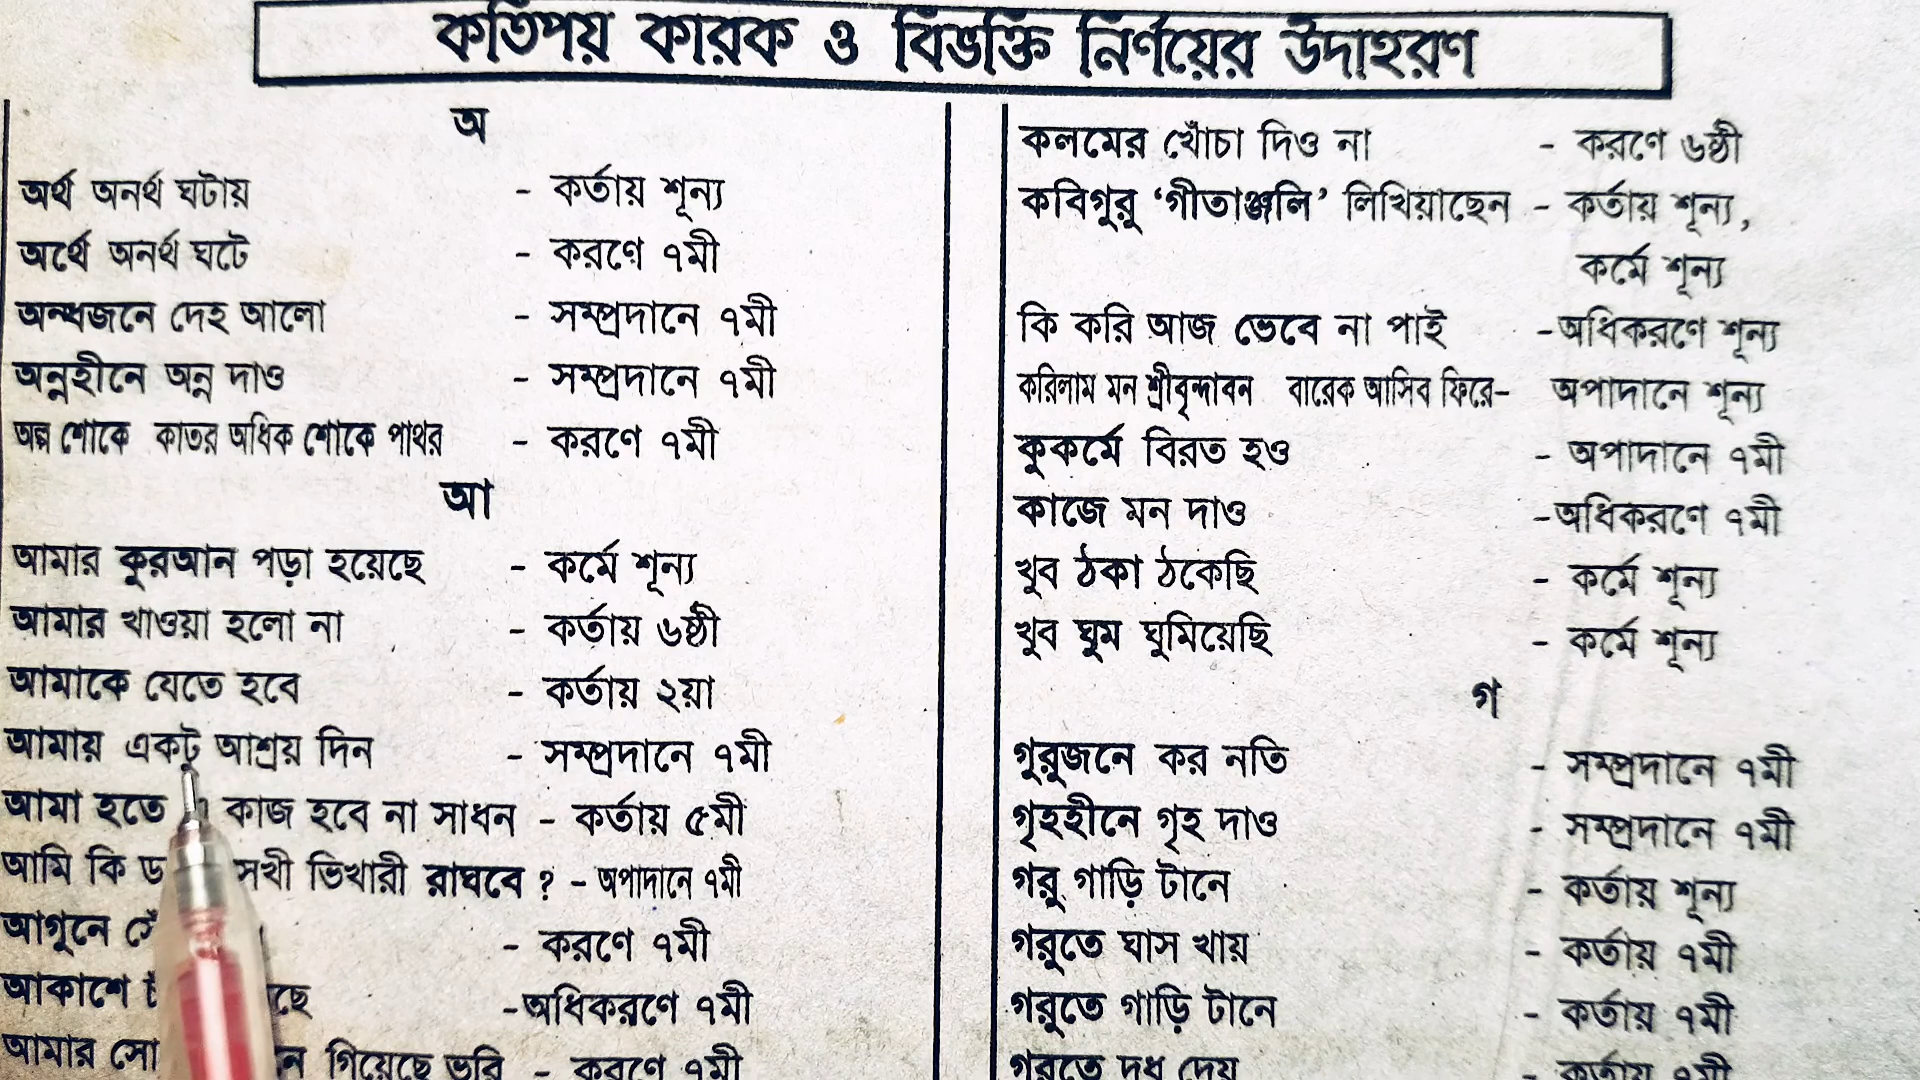 কতিপয় কারক ও বিভক্তি নির্ণয়ের উদাহরণ
অ
অর্থ অনর্থ ঘটায় - কর্তায় শূন্য
অর্থে অনর্থ ঘটে - করণে ৭মী
অন্ধজনে দেহ আলো - সম্প্রদানে ৭মী
অন্নহীনে অন্ন দাও - সম্প্রদানে ৭মী
অল্প শোকে কাতর অধিক শোকে পাথর - করণে ৭মী
আ
আমার কুরআন পড়া হয়েছে - কর্মে শূন্য
আমার খাওয়া হলো না - কর্তায় ৬ষ্ঠী
আমাকে যেতে হবে - কর্তায় ২য়া
আমায় একটু আশ্রয় দিন - সম্প্রদানে ৭মী
আমা হতে কাজ হবে না সাধন - কর্তায় ৫মী
আমি কি সখী ভিখারী রাঘবে ? - অপাদানে ৭মী
আগুনে - করণে ৭মী
আকাশে - অধিকরণে ৭মী
আমার গিয়েছে ভরি - করণে ৭মী
কলমের খোঁচা দিও না - করণে ৬ষ্ঠী
কবিগুরু ‘গীতাঞ্জলি’ লিখিয়াছেন - কর্তায় শূন্য,
কর্মে শূন্য
কি করি আজ ভেবে না পাই -অধিকরণে শূন্য
করিলাম মন শ্রীবৃন্দাবন বারেক আসিব ফিরে- অপাদানে শূন্য
কুকর্মে বিরত হও - অপাদানে ৭মী
কাজে মন দাও -অধিকরণে ৭মী
খুব ঠকা ঠকেছি - কর্মে শূন্য
খুব ঘুম ঘুমিয়েছি - কর্মে শূন্য
গ
গুরুজনে কর নতি - সম্প্রদানে ৭মী
গৃহহীনে গৃহ দাও - সম্প্রদানে ৭মী
গরু গাড়ি টানে - কর্তায় শূন্য
গরুতে ঘাস খায় - কর্তায় ৭মী
গরুতে গাড়ি টানে - কর্তায় ৭মী
গরুতে দুধ দেয় - কর্তায় ৭মী